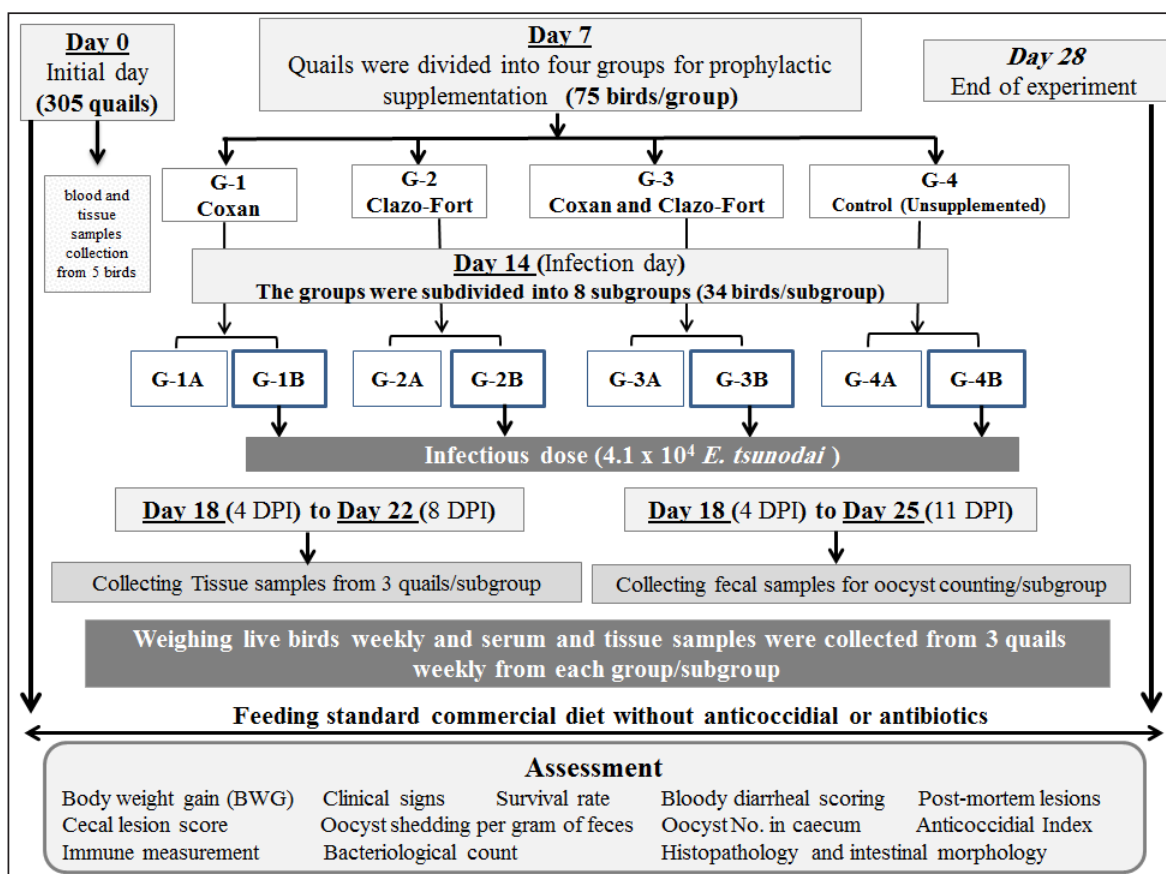 Day 0
Initial day
(305 quails)
Day 7
Quails were divided into four groups for prophylactic
supplementation (75 birds/group)
Day 28
End of experiment
blood and
tissue
samples
collection
from 5 birds
G-1
Coxan
G-2
Clazo-Fort
G-3
Coxan and Clazo-Fort
G-4
Control (Unsupplemented)
Day 14 (Infection day)
The groups were subdivided into 8 subgroups (34 birds/subgroup)
G-1A
G-1B
G-2A
G-2B
G-3A
G-3B
G-4A
G-4B
Infectious dose (4.1 x 10⁴ E. tsunodai )
Day 18 (4 DPI) to Day 22 (8 DPI)
Day 18 (4 DPI) to Day 25 (11 DPI)
Collecting Tissue samples from 3 quails/subgroup
Collecting fecal samples for oocyst counting/subgroup
Weighing live birds weekly and serum and tissue samples were collected from 3 quails
weekly from each group/subgroup
Feeding standard commercial diet without anticoccidial or antibiotics
Assessment
Body weight gain (BWG) Clinical signs Survival rate Bloody diarrheal scoring Post-mortem lesions
Cecal lesion score Oocyst shedding per gram of feces Oocyst No. in caecum Anticoccidial Index
Immune measurement Bacteriological count Histopathology and intestinal morphology